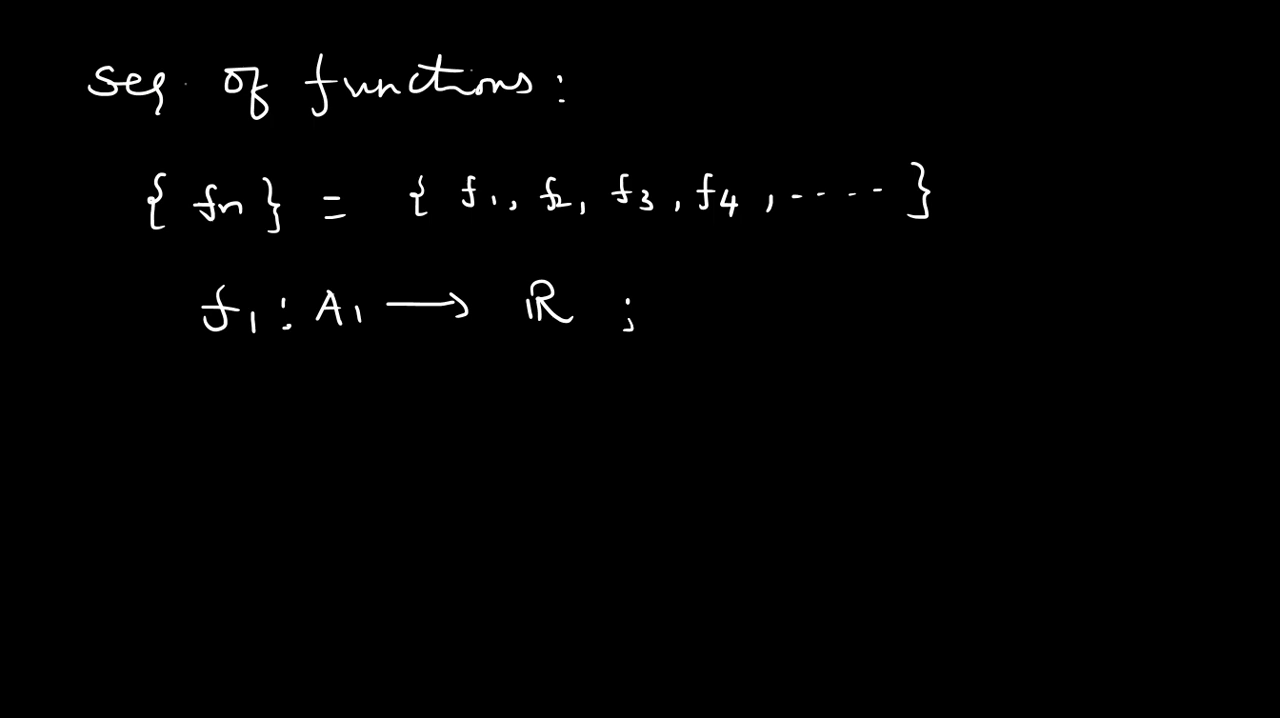 Seq. of functions:
{ fn } = { f1, f2, f3, f4, ..... }
f1 : A1 ⟶ ℝ ;